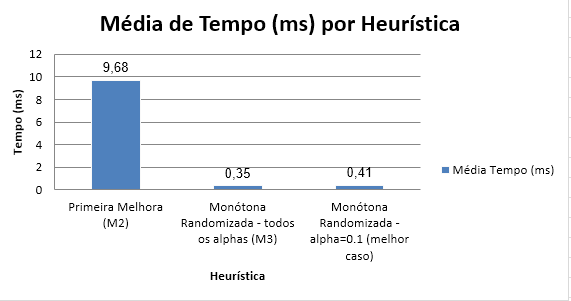 Média de Tempo (ms) por Heurística
12
10
8
6
4
2
0
Tempo (ms)
9,68
0,35
0,41
Primeira Melhora
(M2)
Monótona
Randomizada - todos
os alphas (M3)
Monótona
Randomizada -
alpha=0.1 (melhor
caso)
Heurística
Média Tempo (ms)